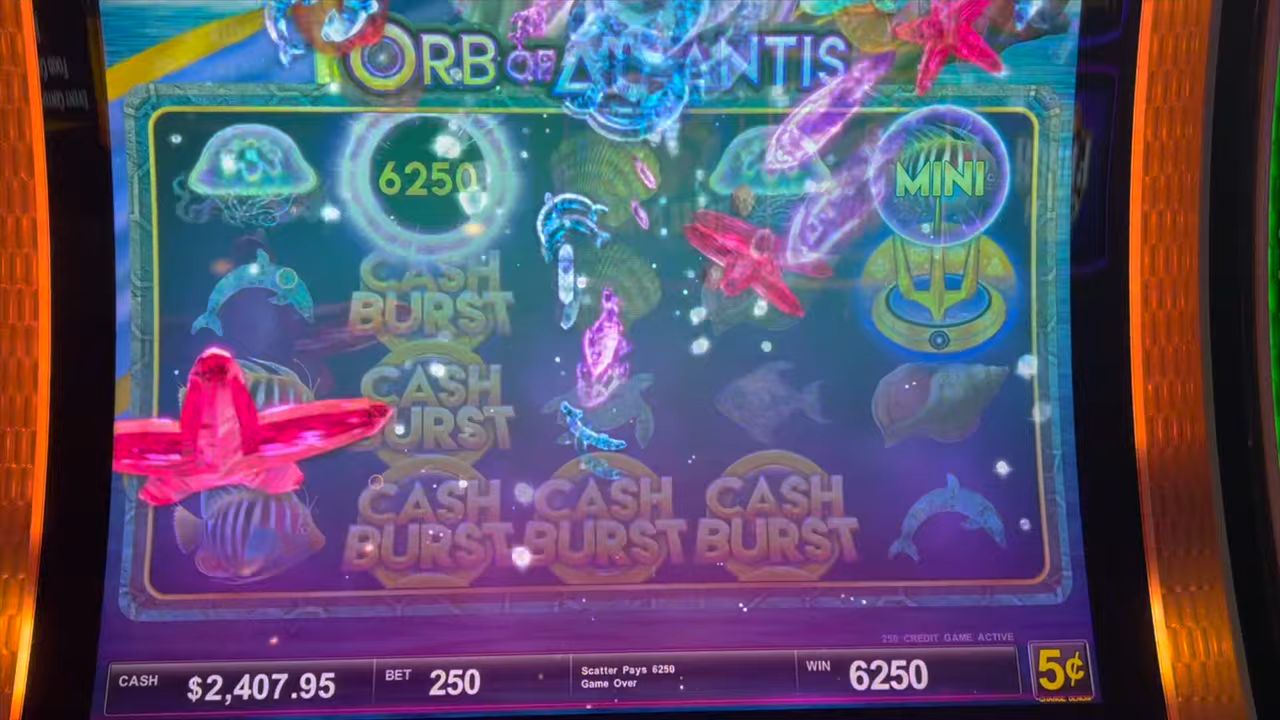 ORB OF ATLANTIS
6250
MINI
CASH
BURST
CASH
BURST
CASH
BURST
CASH
BURST
CASH
BURST
250 CREDIT GAME ACTIVE
CASH $2,407.95
BET 250
Scatter Pays 6250
Game Over
WIN 6250
5¢